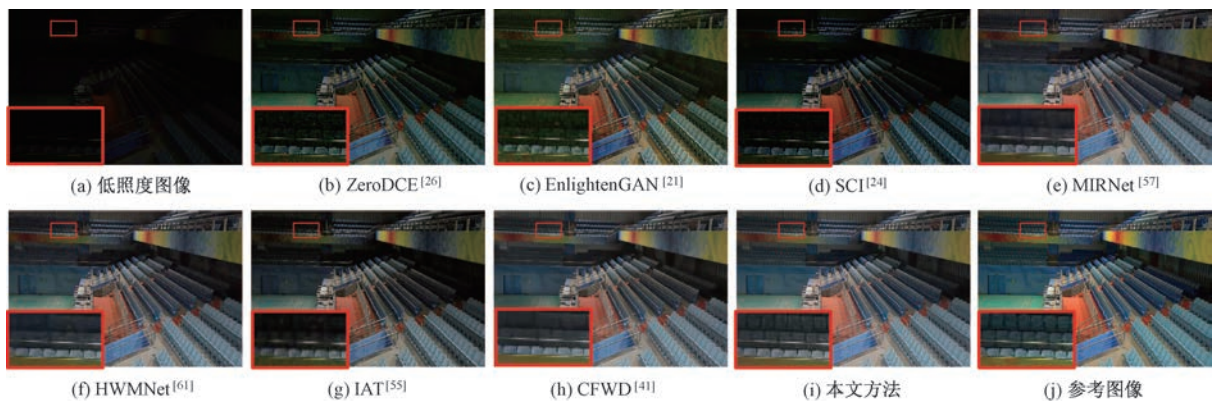 (a) 低照度图像 (b) ZeroDCE[26] (c) EnlightenGAN[21] (d) SCI[24] (e) MIRNet[57]
(f) HWMNet[61] (g) IAT[55] (h) CFWD[41] (i) 本文方法 (j) 参考图像